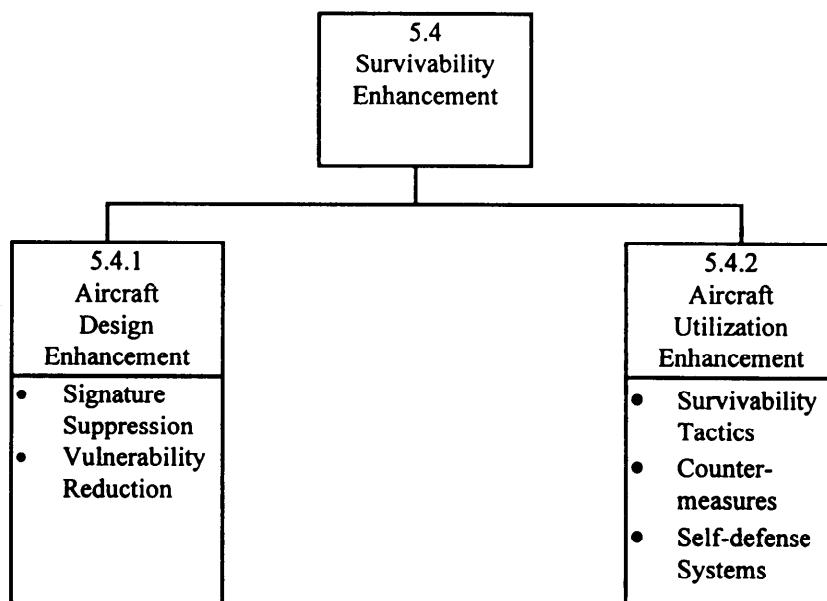 5.4
Survivability
Enhancement
5.4.1
Aircraft
Design
Enhancement
• Signature
Suppression
• Vulnerability
Reduction
5.4.2
Aircraft
Utilization
Enhancement
• Survivability
Tactics
• Counter-
measures
• Self-defense
Systems